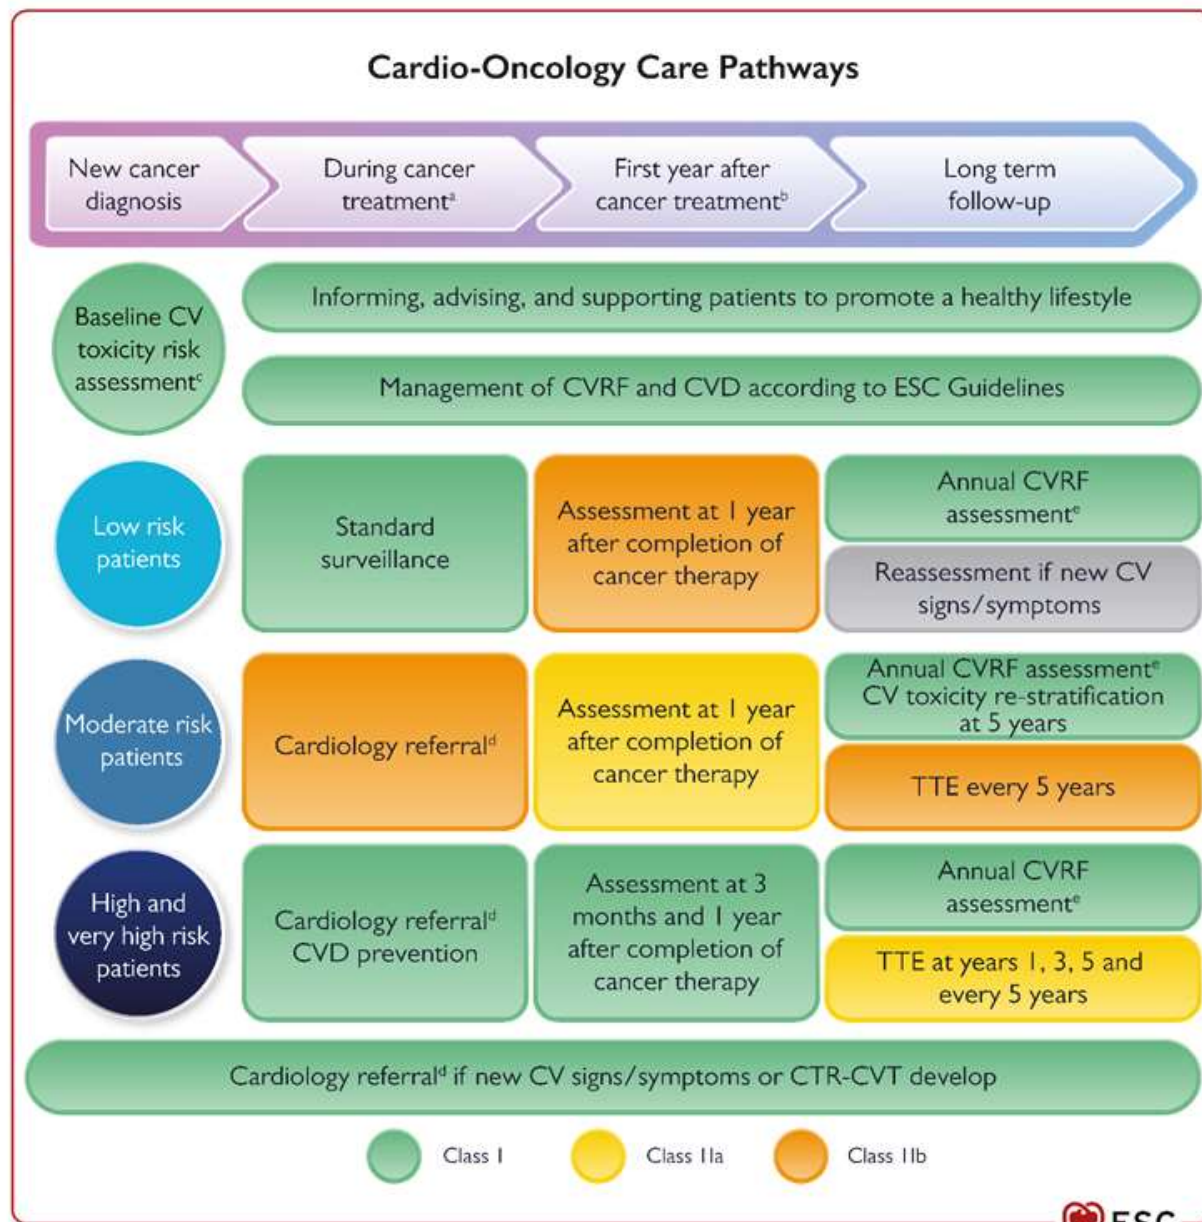 Cardio-Oncology Care Pathways
New cancer
diagnosis
During cancer
treatmentᵃ
First year after
cancer treatmentᵇ
Long term
follow-up
Baseline CV
toxicity risk
assessmentᶜ
Informing, advising, and supporting patients to promote a healthy lifestyle
Management of CVRF and CVD according to ESC Guidelines
Low risk
patients
Standard
surveillance
Assessment at 1 year
after completion of
cancer therapy
Annual CVRF
assessmentᵉ
Reassessment if new CV
signs/symptoms
Moderate risk
patients
Cardiology referralᵈ
Assessment at 1 year
after completion of
cancer therapy
Annual CVRF assessmentᵉ
CV toxicity re-stratification
at 5 years
TTE every 5 years
High and
very high risk
patients
Cardiology referralᵈ
CVD prevention
Assessment at 3
months and 1 year
after completion of
cancer therapy
Annual CVRF
assessmentᵉ
TTE at years 1, 3, 5 and
every 5 years
Cardiology referralᵈ if new CV signs/symptoms or CTR-CVT develop
Class I
Class IIa
Class IIb
ESC